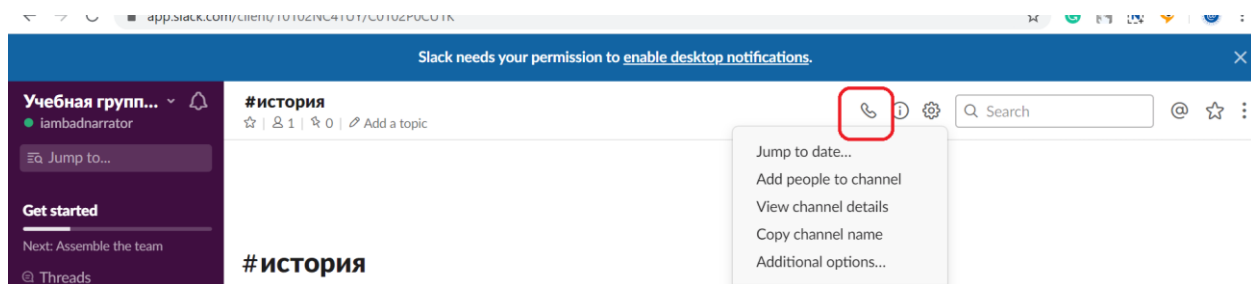 app.slack.com/client/T0102NC41UY/C0102P0CU1K
Slack needs your permission to enable desktop notifications.
Учебная групп...
iambadnarrator
Jump to...
Get started
Next: Assemble the team
Threads
#история
1 | 0 | Add a topic
Search
Jump to date...
Add people to channel
View channel details
Copy channel name
Additional options...
#история